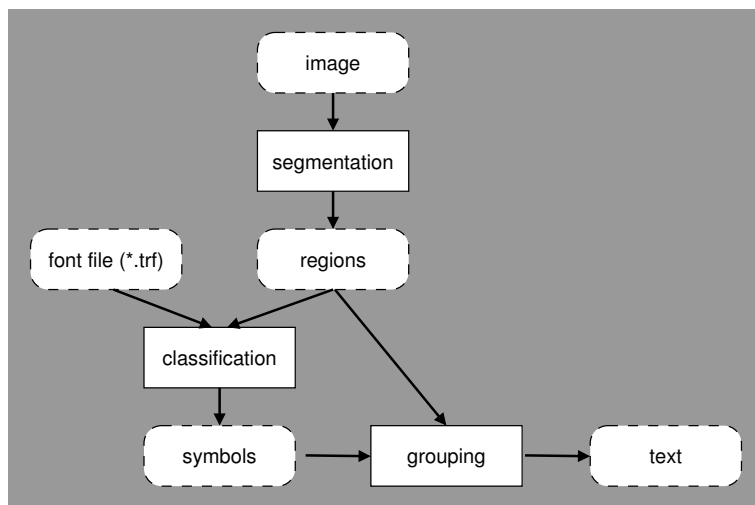 image
segmentation
font file (*.trf)
regions
classification
symbols
grouping
text